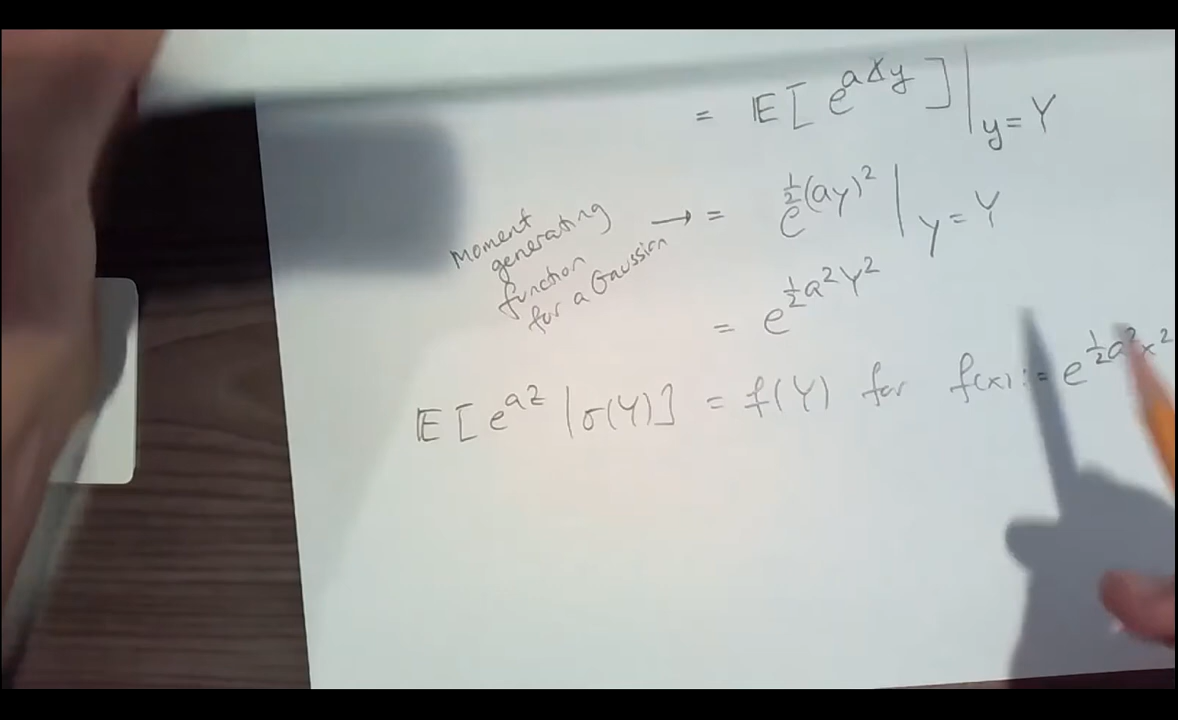 = E[e^{aXy}]|_{y=Y}
Moment generating function for a Gaussian → = e^{½(ay)²}|_{y=Y}
= e^{½a²Y²}
E[e^{aZ} |σ(Y)] = f(Y) for f(x) := e^{½a²x²}